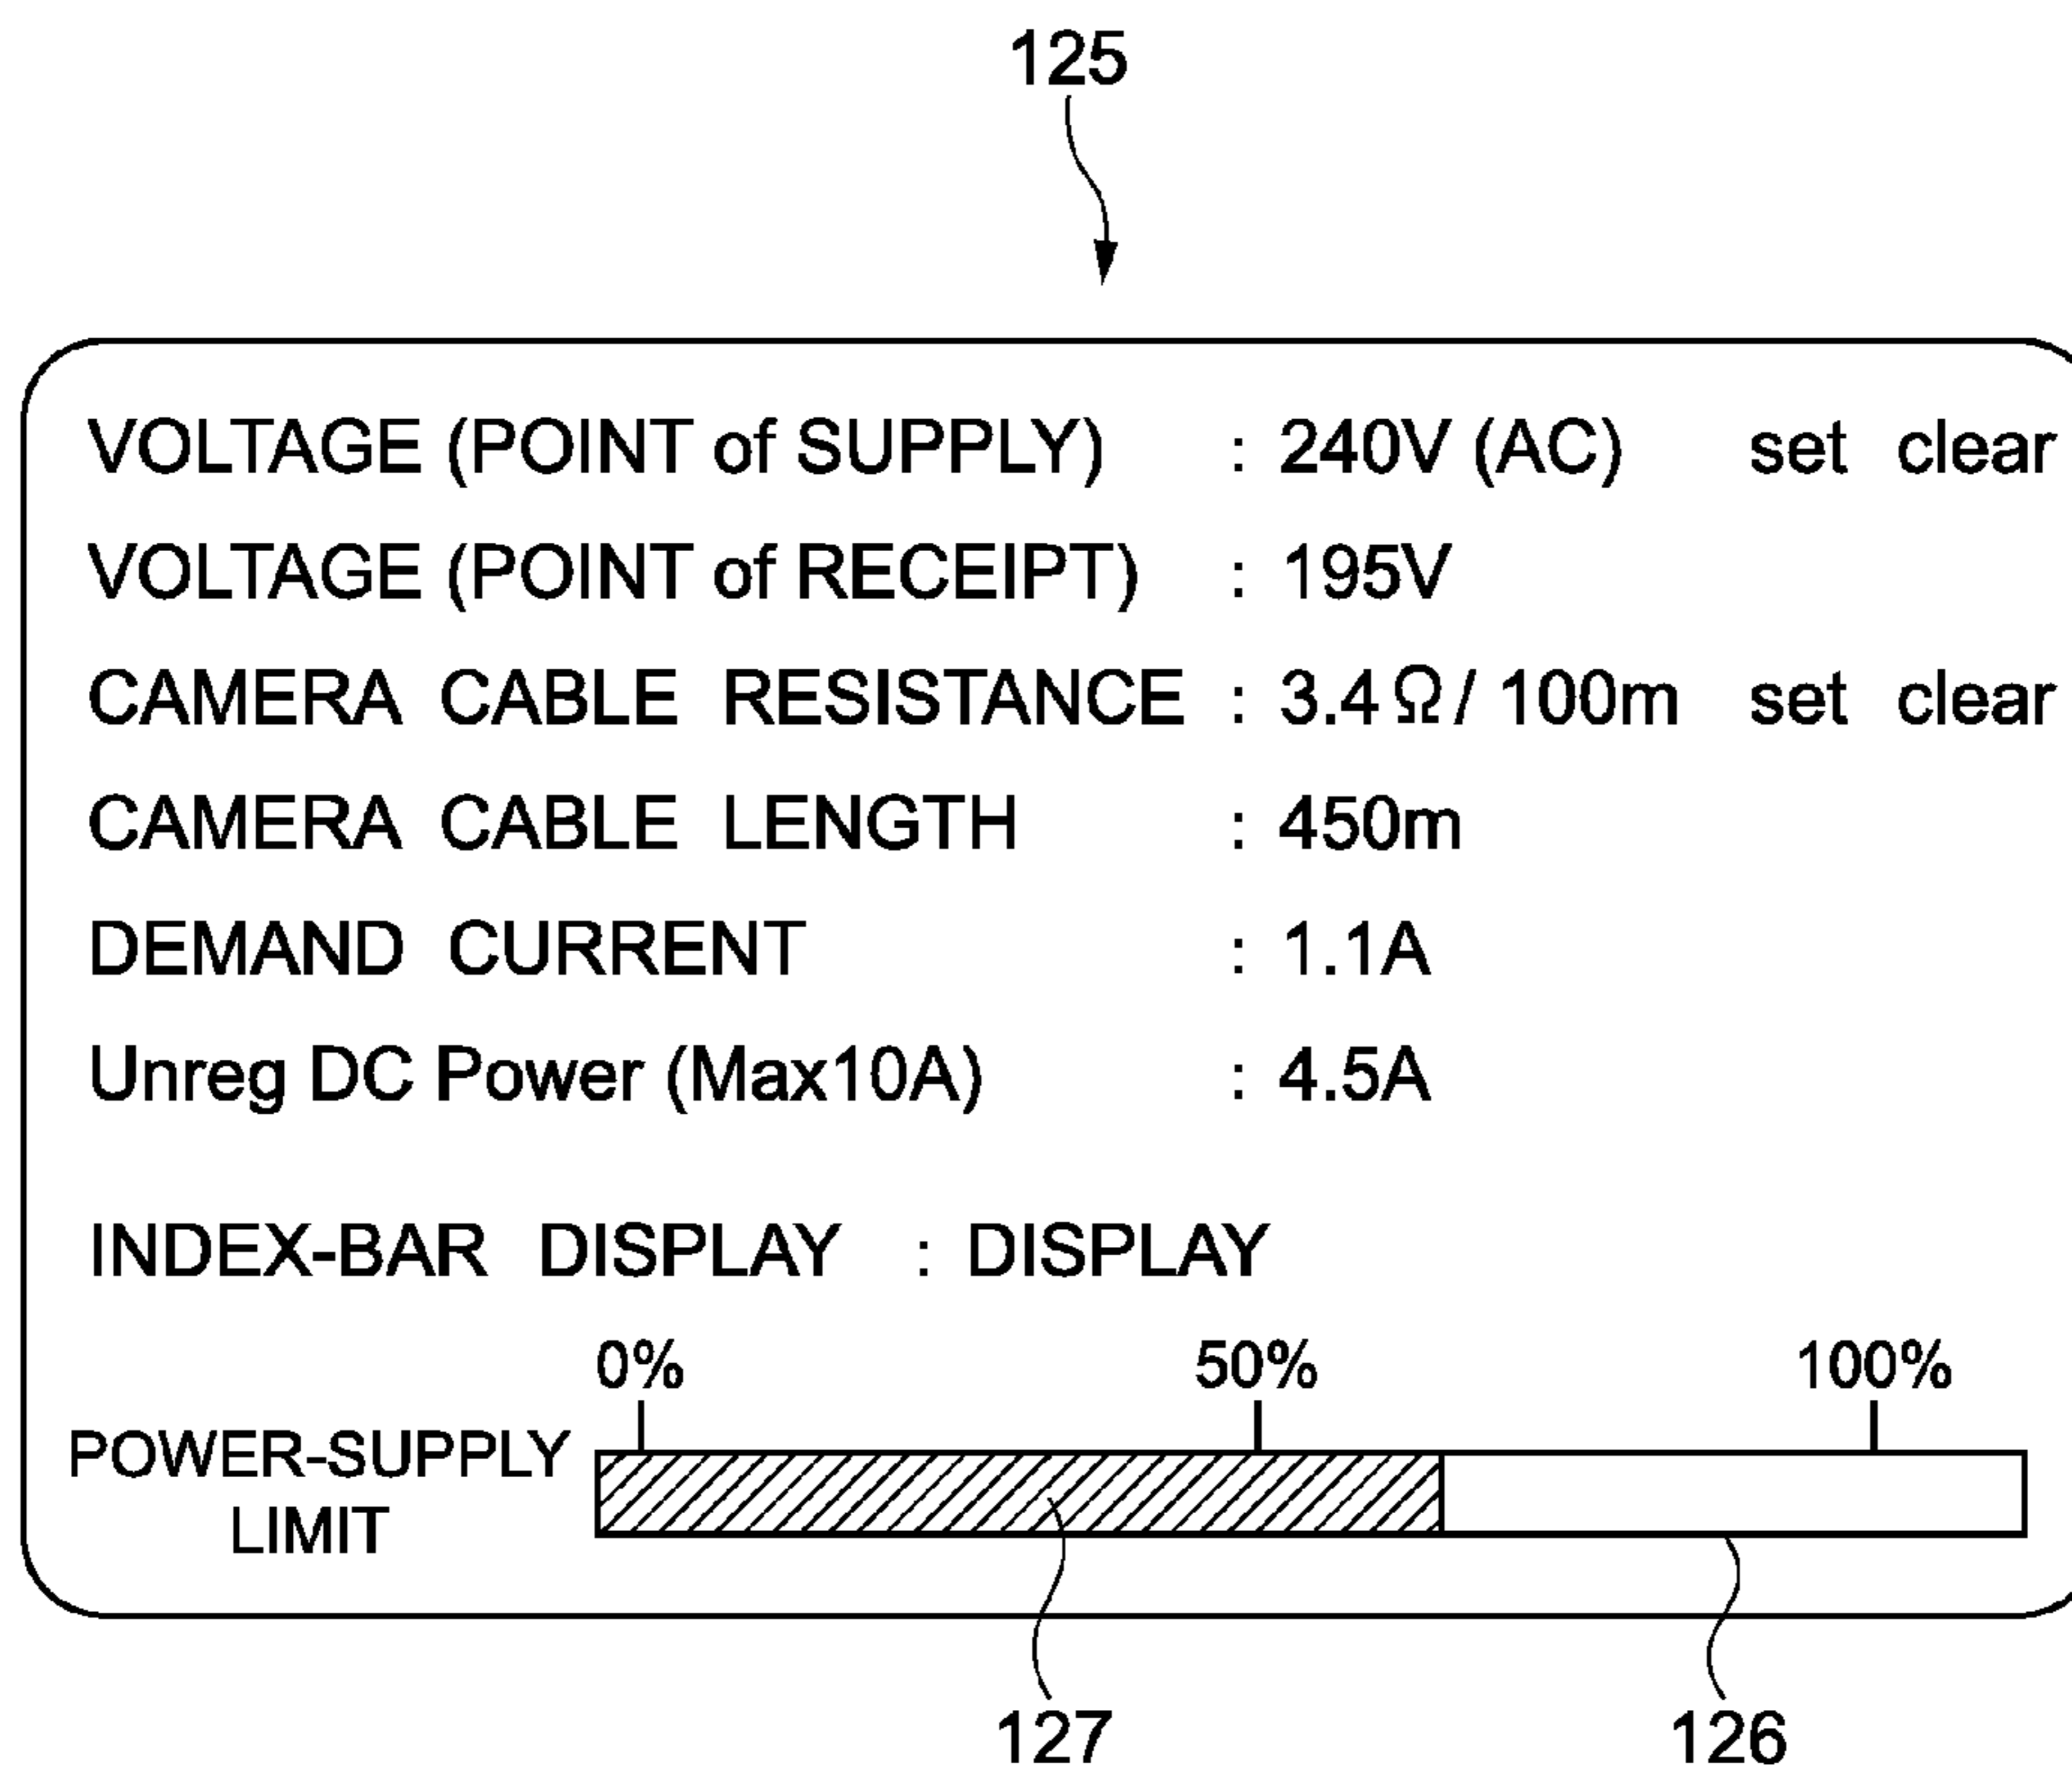 125
VOLTAGE (POINT of SUPPLY) : 240V (AC) set clear
VOLTAGE (POINT of RECEIPT) : 195V
CAMERA CABLE RESISTANCE : 3.4Ω/100m set clear
CAMERA CABLE LENGTH : 450m
DEMAND CURRENT : 1.1A
Unreg DC Power (Max10A) : 4.5A
INDEX-BAR DISPLAY : DISPLAY
0% 50% 100%
POWER-SUPPLY
LIMIT
127 126